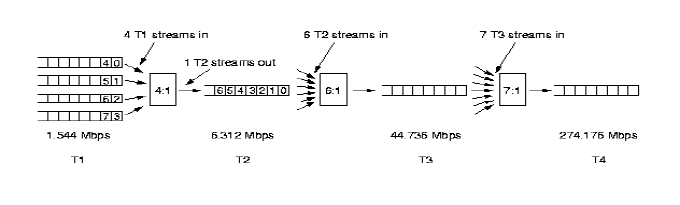 4 T1 streams in
6 T2 streams in
7 T3 streams in
1 T2 streams out
4 0
5 1
6 2
7 3
4:1
6 5 4 3 2 1 0
6:1
7:1
1.544 Mbps
6.312 Mbps
44.736 Mbps
274.176 Mbps
T1
T2
T3
T4